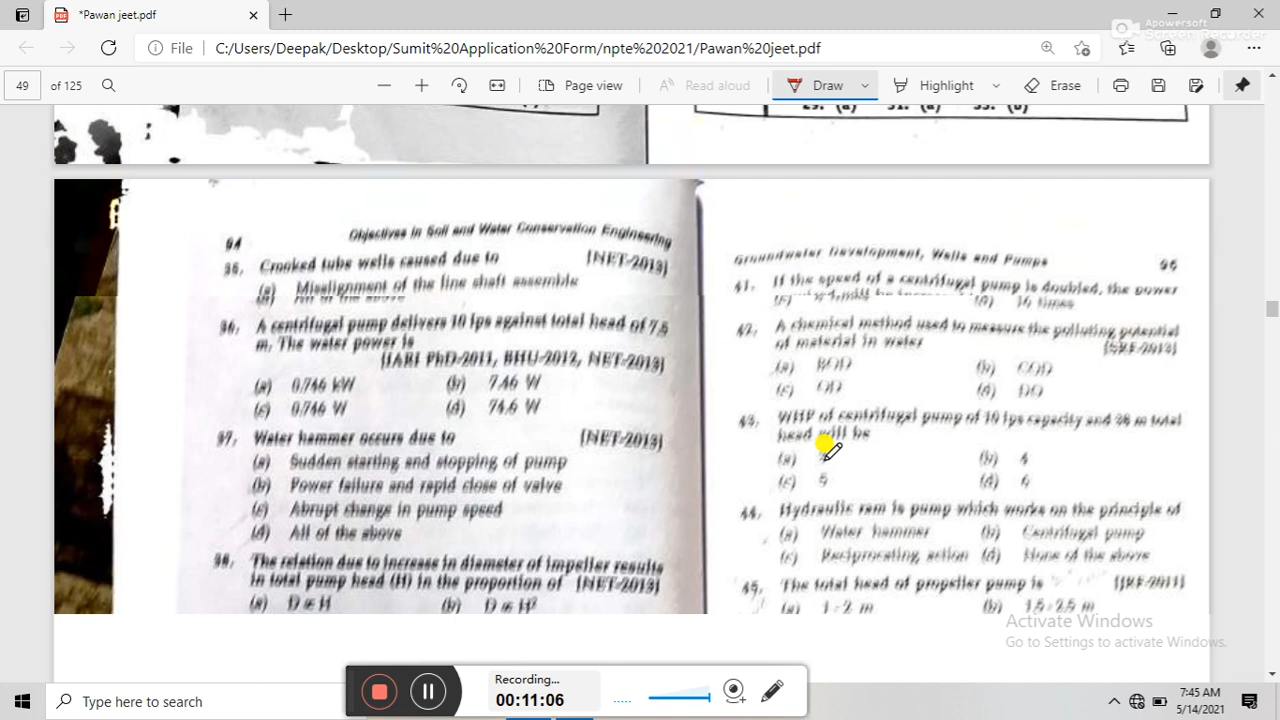 *Pawan jeet.pdf
Apowersoft
Screen Recorder
File
C:/Users/Deepak/Desktop/Sumit%20Application%20Form/npte%202021/Pawan%20jeet.pdf
49 of 125
Page view
Read aloud
Draw
Highlight
Erase
29. (a) 31. (a) 33. (b)
94 Objectives in Soil and Water Conservation Engineering
35. Crooked tube wells caused due to [NET-2013]
(a) Misalignment of the line shaft assemble
36. A centrifugal pump delivers 10 lps against total head of 7.6
m. The water power is
[IARI PhD-2011, BHU-2012, NET-2013]
(a) 0.746 kW (b) 7.46 W
(c) 0.746 W (d) 74.6 W
37. Water hammer occurs due to [NET-2013]
(a) Sudden starting and stopping of pump
(b) Power failure and rapid close of valve
(c) Abrupt change in pump speed
(d) All of the above
38. The relation due to increase in diameter of impeller results
in total pump head (H) in the proportion of [NET-2013]
(a) D ∝ H (b) D ∝ H²
Groundwater Development, Wells and Pumps 95
41. If the speed of a centrifugal pump is doubled, the power
(d) 16 times
42. A chemical method used to measure the polluting potential
of material in water
(a) BOD (b) COD
(c) OD (d) DO
43. WHP of centrifugal pump of 10 lps capacity and 38 m total
head will be
(a) (b) 4
(c) 5 (d) 6
44. Hydraulic ram is pump which works on the principle of
(a) Water hammer (b) Centrifugal pump
(c) Reciprocating action (d) None of the above
45. The total head of propeller pump is
(a) 1-2 m (b) 1.5-2.5 m
Activate Windows
Go to Settings to activate Windows.
Recording...
00:11:06
Type here to search
7:45 AM
5/14/2021